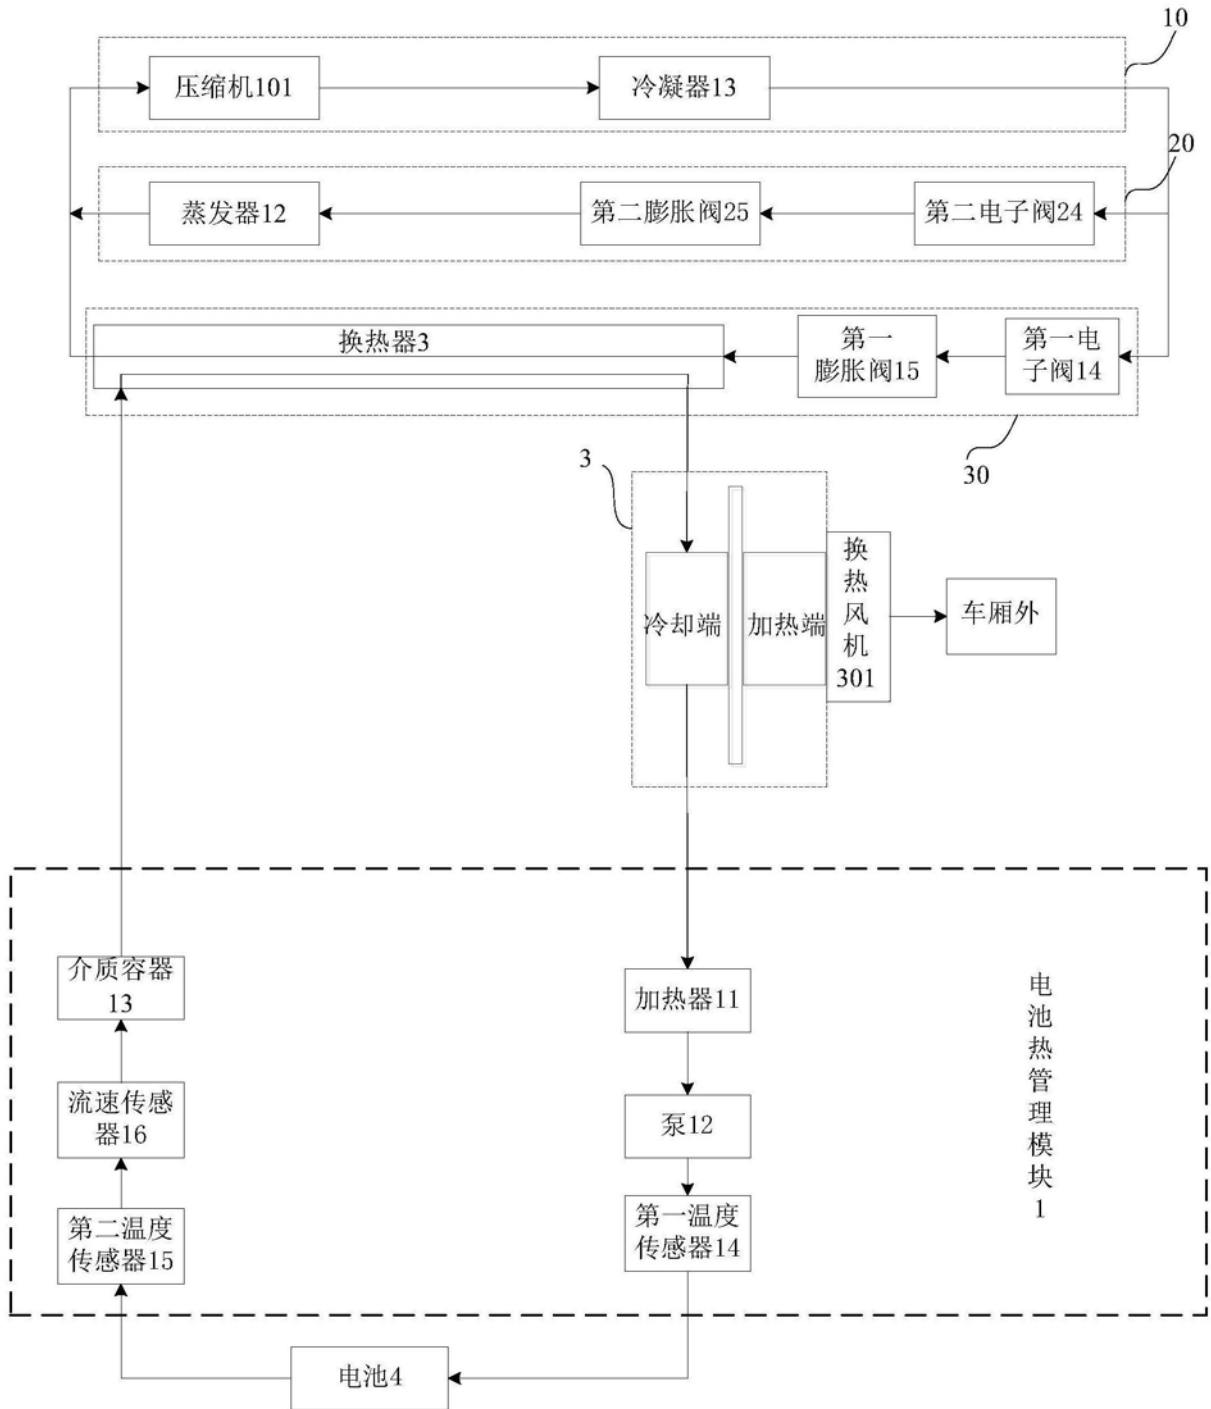 10
压缩机101
冷凝器13
20
蒸发器12
第二膨胀阀25
第二电子阀24
换热器3
第一
膨胀阀15
第一电
子阀14
30
3
冷却端
加热端
换
热
风
机
301
车厢外
介质容器
13
加热器11
电
池
热
管
理
模
块
1
流速传感
器16
泵12
第二温度
传感器15
第一温度
传感器14
电池4